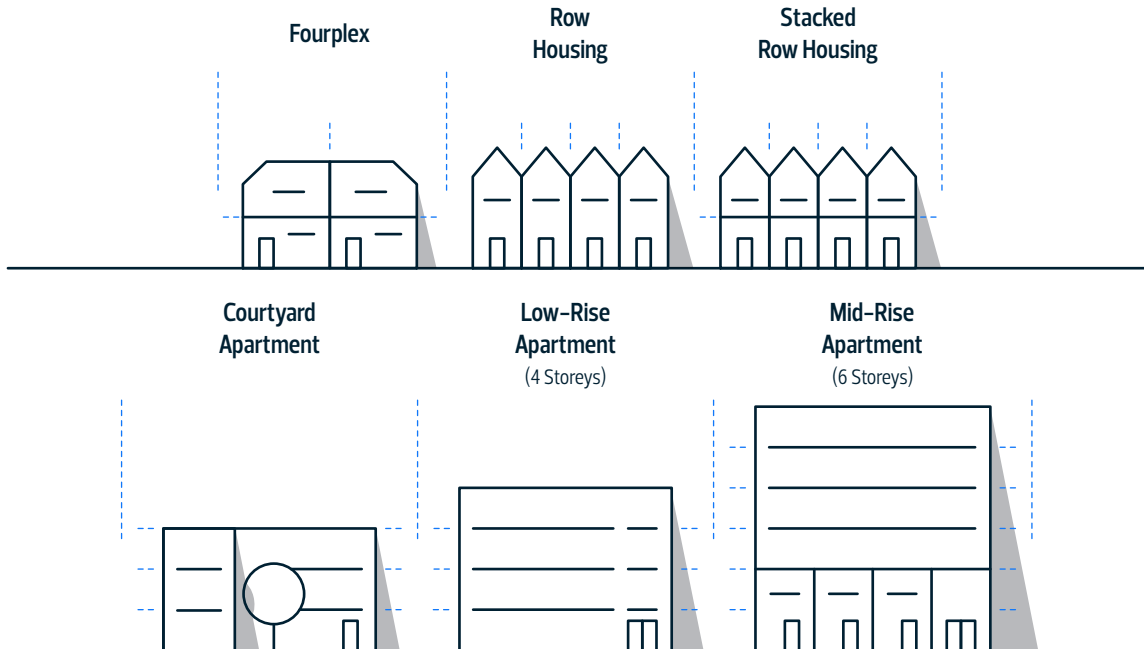 Fourplex
Row
Housing
Stacked
Row Housing
Courtyard
Apartment
Low-Rise
Apartment
(4 Storeys)
Mid-Rise
Apartment
(6 Storeys)